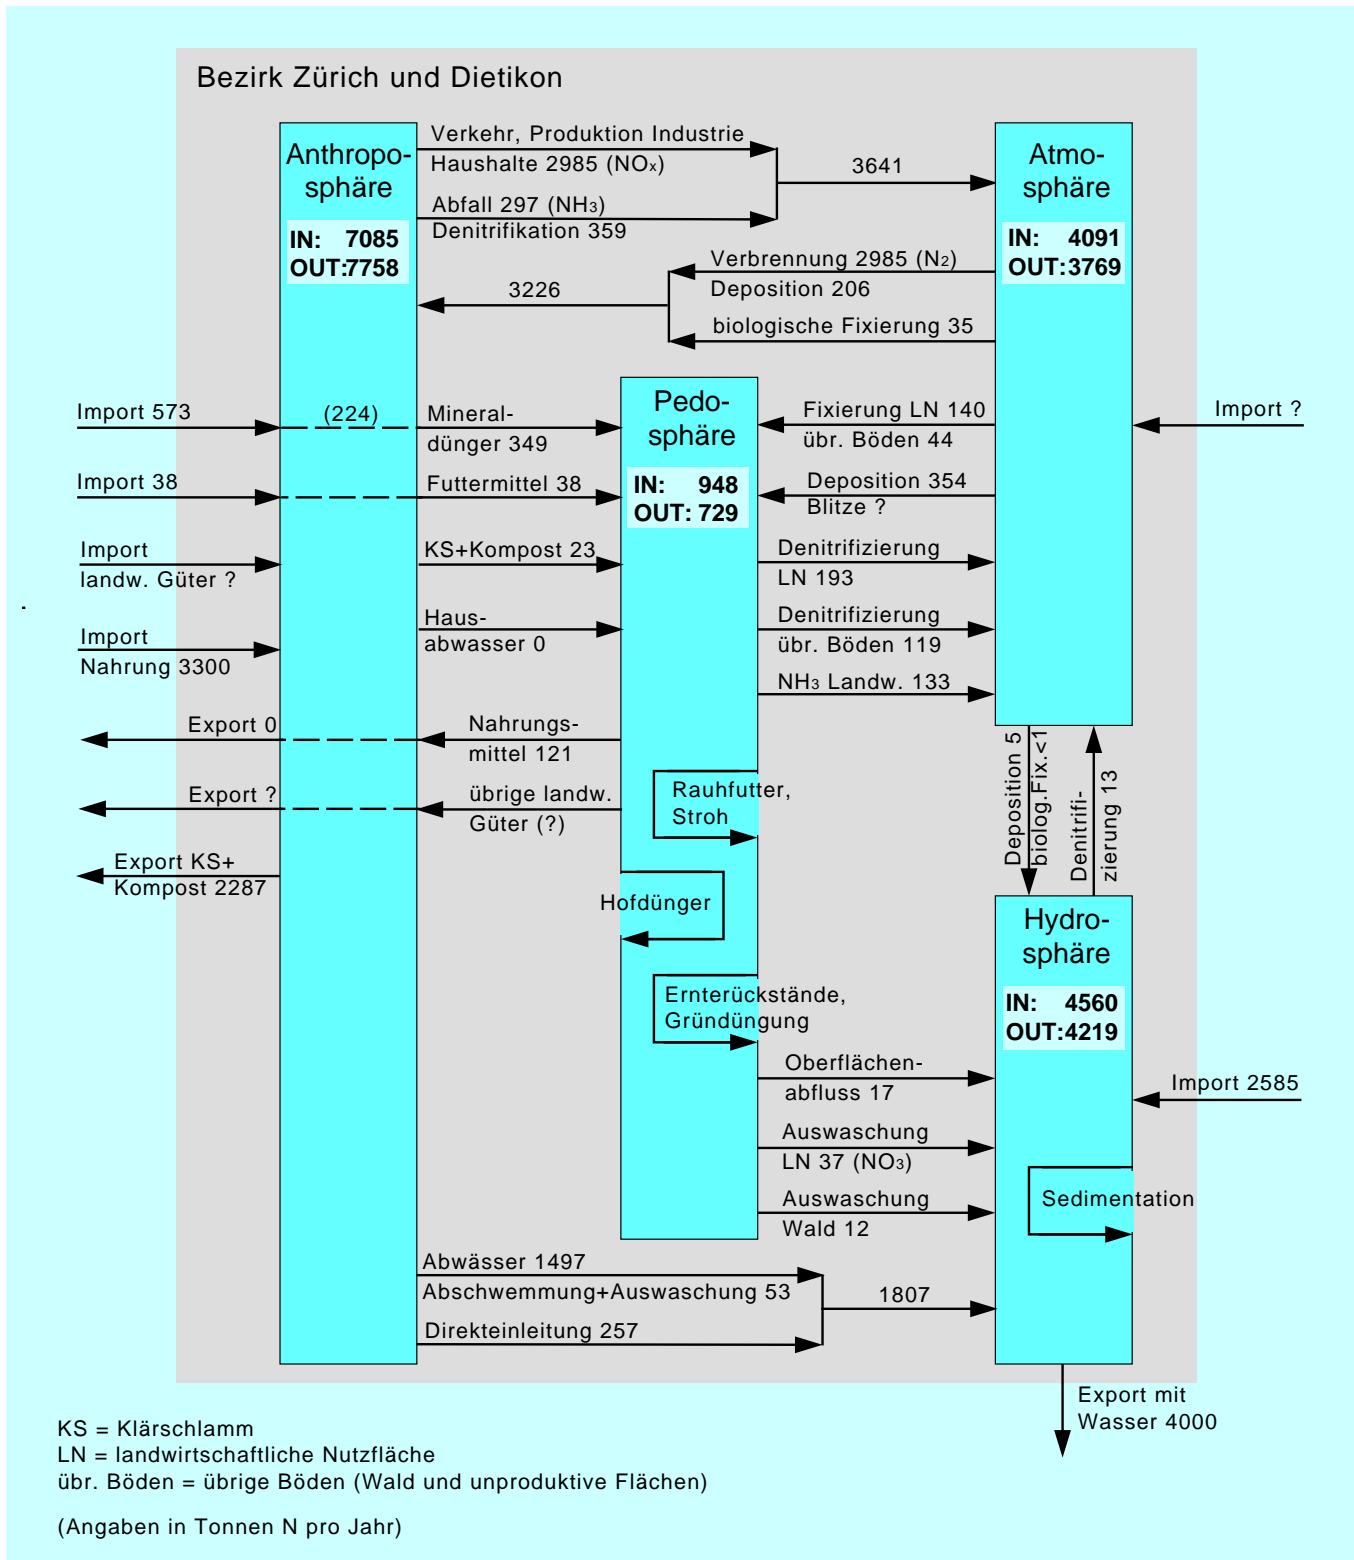 Bezirk Zürich und Dietikon
Anthropo-
sphäre
IN: 7085
OUT:7758
Verkehr, Produktion Industrie
Haushalte 2985 (NOx)
Abfall 297 (NH3)
Denitrifikation 359
3641
Atmo-
sphäre
IN: 4091
OUT:3769
Verbrennung 2985 (N2)
Deposition 206
3226
biologische Fixierung 35
Import 573
(224)
Mineral-
dünger 349
Pedo-
sphäre
IN: 948
OUT: 729
Fixierung LN 140
übr. Böden 44
Import ?
Import 38
Futtermittel 38
Deposition 354
Blitze ?
Import
landw. Güter ?
KS+Kompost 23
Denitrifizierung
LN 193
Import
Nahrung 3300
Haus-
abwasser 0
Denitrifizierung
übr. Böden 119
NH3 Landw. 133
Export 0
Nahrungs-
mittel 121
Export ?
übrige landw.
Güter (?)
Rauhfutter,
Stroh
Deposition 5
biolog.Fix.<1
Denitrifi-
zierung 13
Export KS+
Kompost 2287
Hofdünger
Hydro-
sphäre
IN: 4560
OUT:4219
Ernterückstände,
Gründüngung
Oberflächen-
abfluss 17
Import 2585
Auswaschung
LN 37 (NO3)
Auswaschung
Wald 12
Sedimentation
Abwässer 1497
Abschwemmung+Auswaschung 53
1807
Direkteinleitung 257
Export mit
Wasser 4000
KS = Klärschlamm
LN = landwirtschaftliche Nutzfläche
übr. Böden = übrige Böden (Wald und unproduktive Flächen)
(Angaben in Tonnen N pro Jahr)